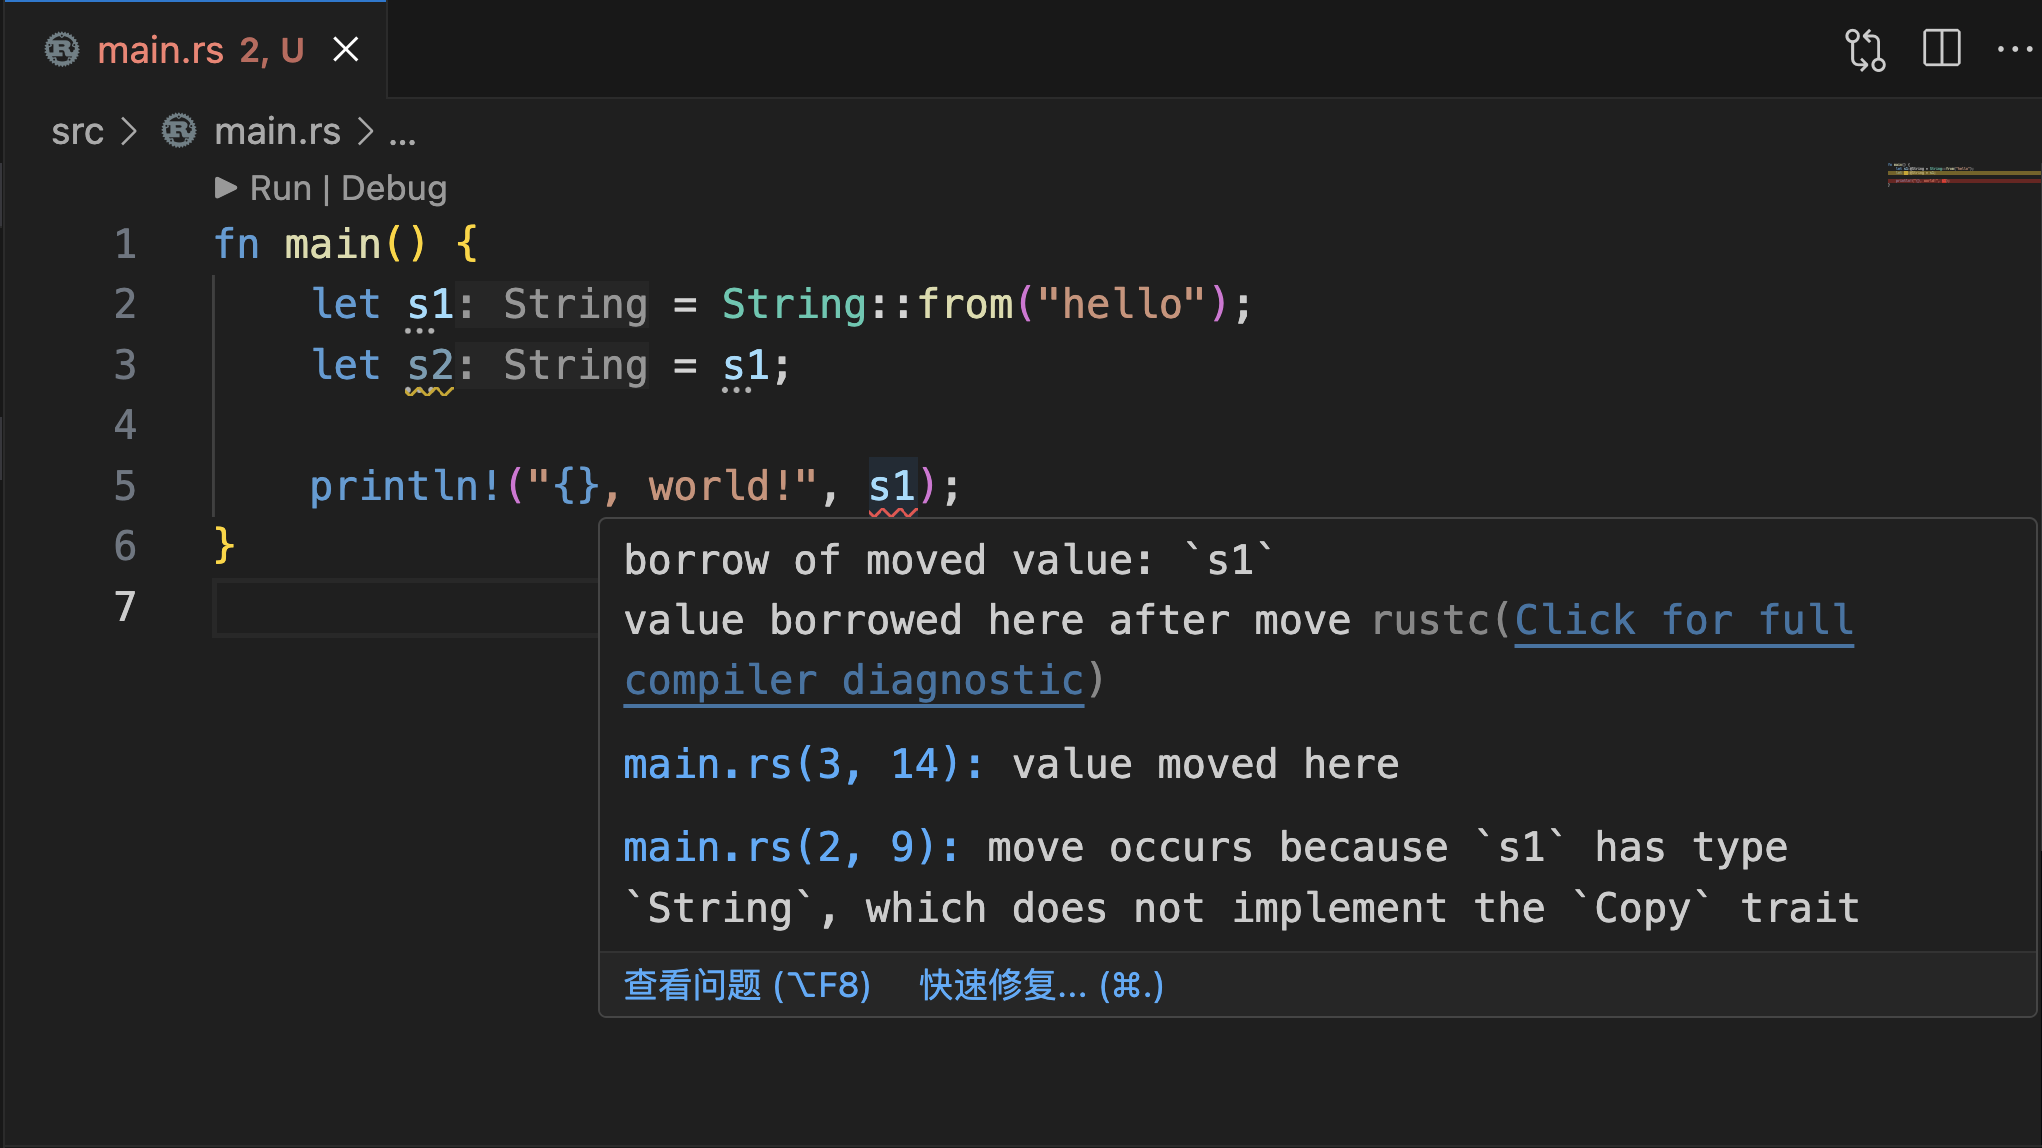 main.rs 2, U
src > main.rs > ...
Run | Debug
1 fn main() {
2 let s1: String = String::from("hello");
3 let s2: String = s1;
4
5 println!("{}, world!", s1);
6 }
7
borrow of moved value: `s1`
value borrowed here after move rustc(Click for full
compiler diagnostic)
main.rs(3, 14): value moved here
main.rs(2, 9): move occurs because `s1` has type
`String`, which does not implement the `Copy` trait
查看问题 (⌥F8) 快速修复... (⌘.)